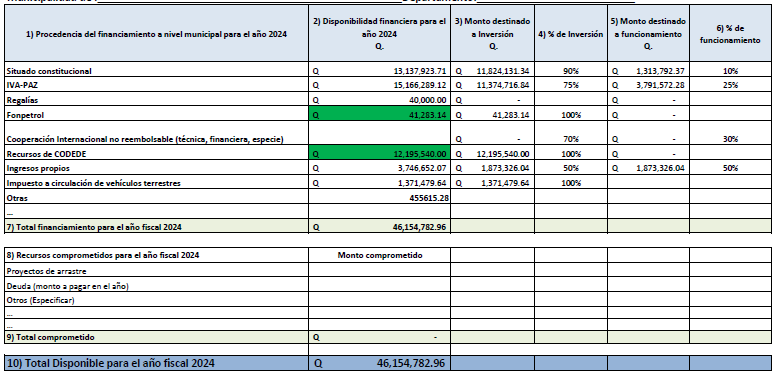 1) Procedencia del financiamiento a nivel municipal para el año 2024 2) Disponibilidad financiera para el año 2024 Q. 3) Monto destinado a Inversión Q. 4) % de Inversión 5) Monto destinado a funcionamiento Q. 6) % de funcionamiento
Situado constitucional Q 13,137,923.71 Q 11,824,131.34 90% Q 1,313,792.37 10%
IVA-PAZ Q 15,166,289.12 Q 11,374,716.84 75% Q 3,791,572.28 25%
Regalías Q 40,000.00 Q - Q -
Fonpetrol Q 41,283.14 Q 41,283.14 100% Q -
Cooperación Internacional no reembolsable (técnica, financiera, especie) Q - 70% Q - 30%
Recursos de CODEDE Q 12,195,540.00 Q 12,195,540.00 100% Q -
Ingresos propios Q 3,746,652.07 Q 1,873,326.04 50% Q 1,873,326.04 50%
Impuesto a circulación de vehículos terrestres Q 1,371,479.64 Q 1,371,479.64 100%
Otras 455615.28
...
7) Total financiamiento para el año fiscal 2024 Q 46,154,782.96
8) Recursos comprometidos para el año fiscal 2024 Monto comprometido
Proyectos de arrastre
Deuda (monto a pagar en el año)
Otros (Especificar)
...
...
9) Total comprometido Q -
10) Total Disponible para el año fiscal 2024 Q 46,154,782.96